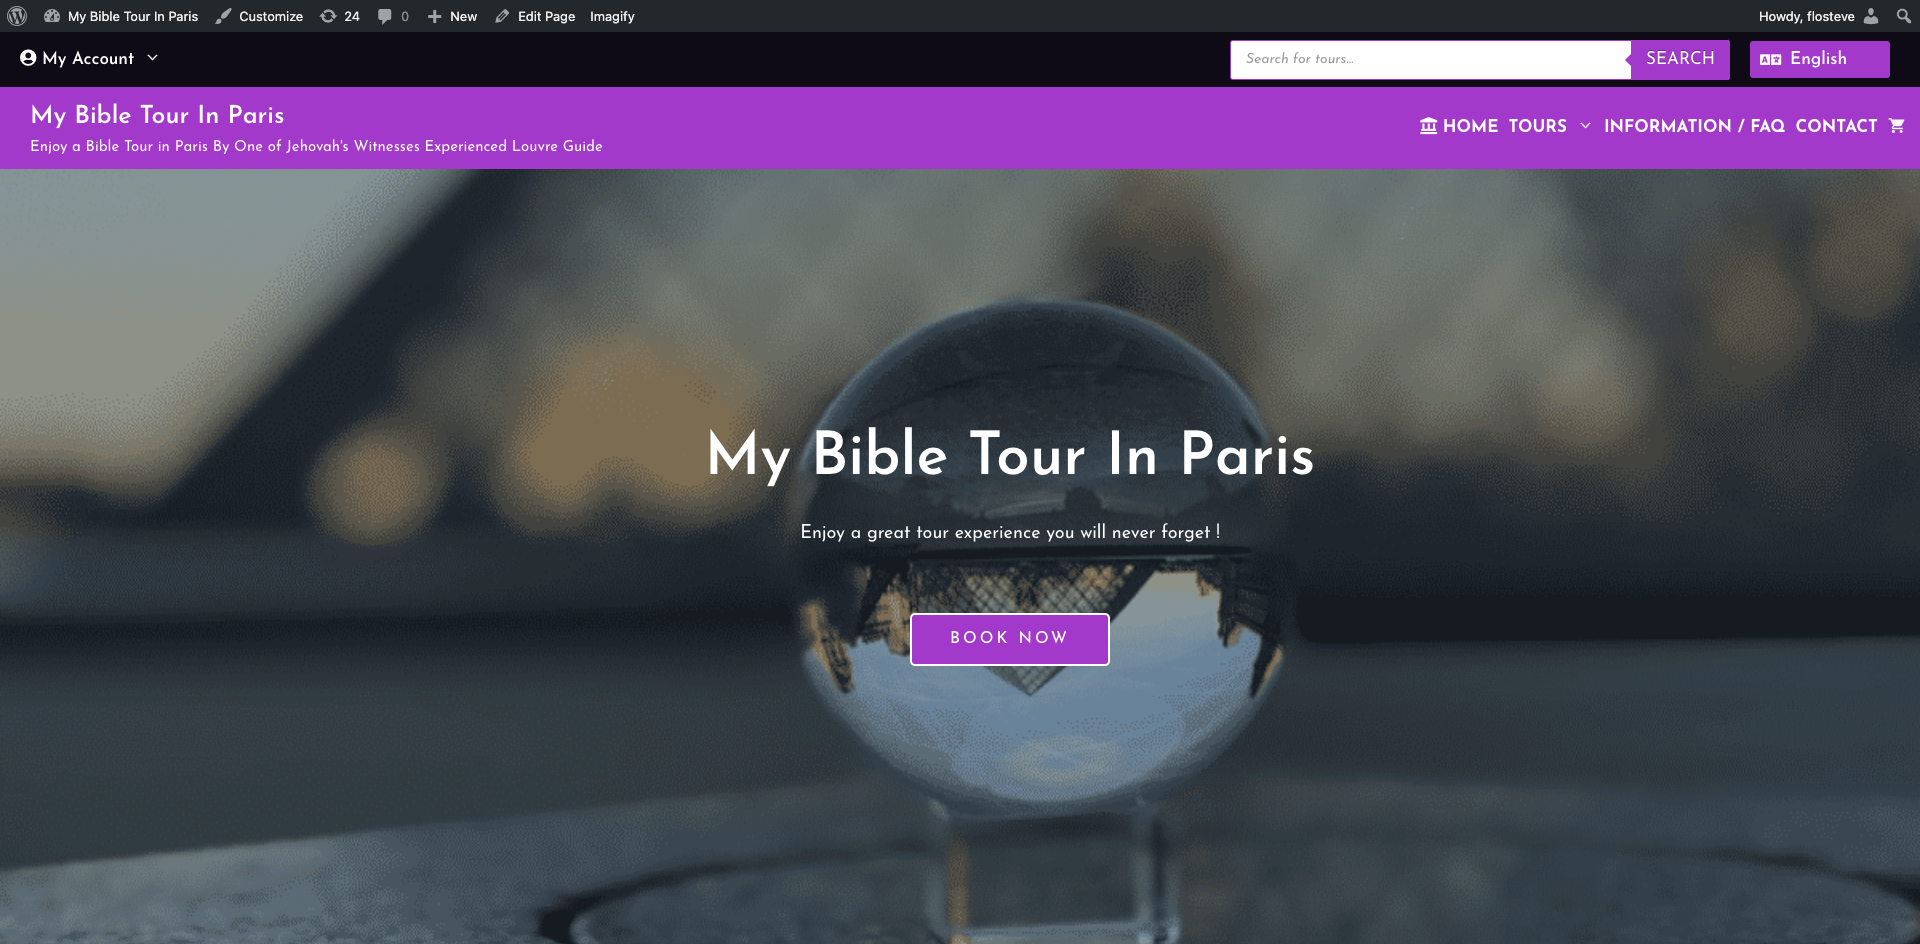 My Bible Tour In Paris Customize 24 0 New Edit Page Imagify Howdy, flosteve
My Account Search for tours... SEARCH English
My Bible Tour In Paris
Enjoy a Bible Tour in Paris By One of Jehovah's Witnesses Experienced Louvre Guide
HOME TOURS INFORMATION / FAQ CONTACT
My Bible Tour In Paris
Enjoy a great tour experience you will never forget !
BOOK NOW